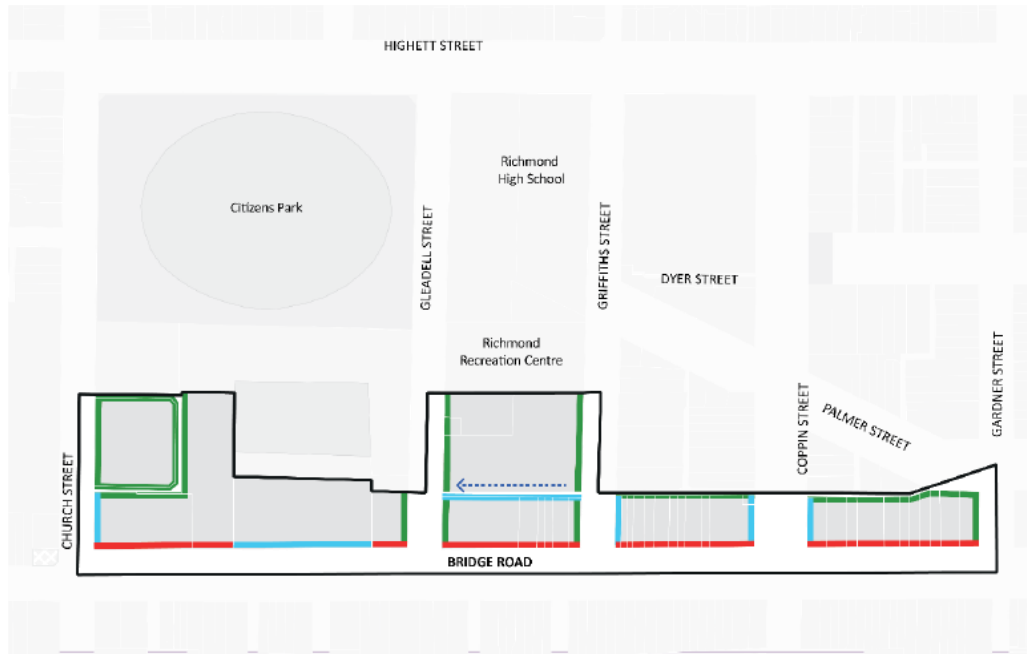 HIGHETT STREET
Richmond
High School
Citizens Park
GLEADELL STREET
GRIFFITHS STREET
DYER STREET
Richmond
Recreation Centre
GARDNER STREET
COPPIN STREET
PALMER STREET
CHURCH STREET
BRIDGE ROAD